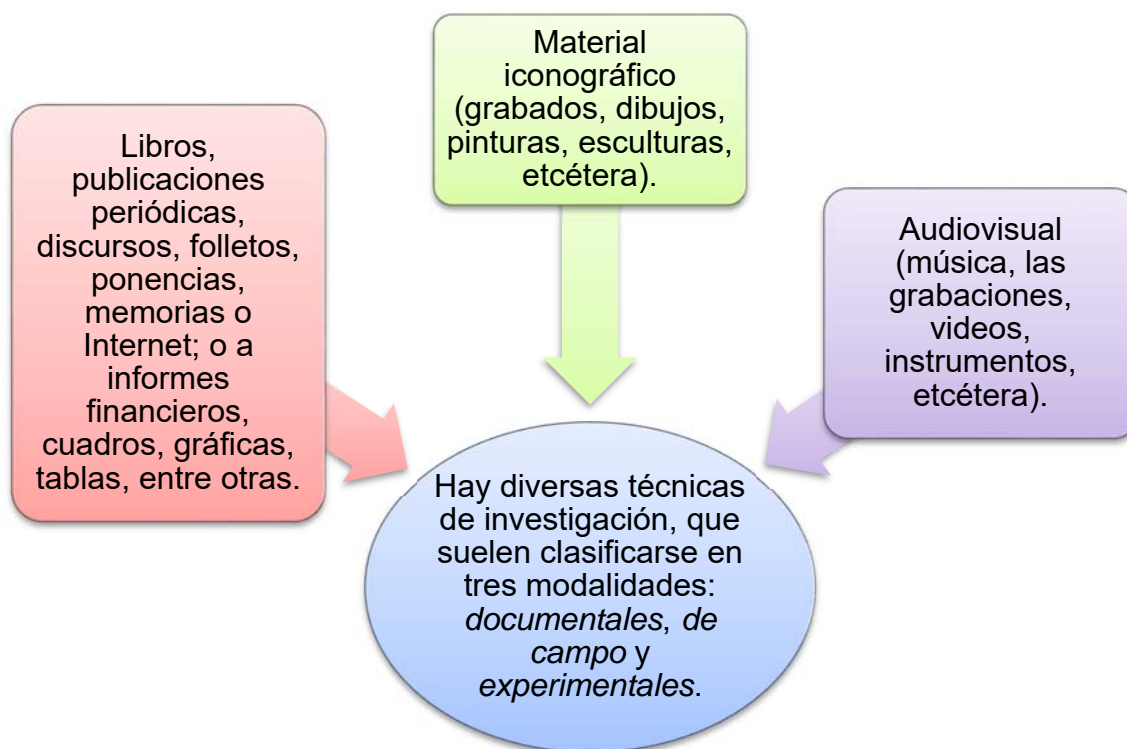 Material
iconográfico
(grabados, dibujos,
pinturas, esculturas,
etcétera).
Libros,
publicaciones
periódicas,
discursos, folletos,
ponencias,
memorias o
Internet; o a
informes
financieros,
cuadros, gráficas,
tablas, entre otras.
Audiovisual
(música, las
grabaciones,
videos,
instrumentos,
etcétera).
Hay diversas técnicas
de investigación, que
suelen clasificarse en
tres modalidades:
documentales, de
campo y
experimentales.